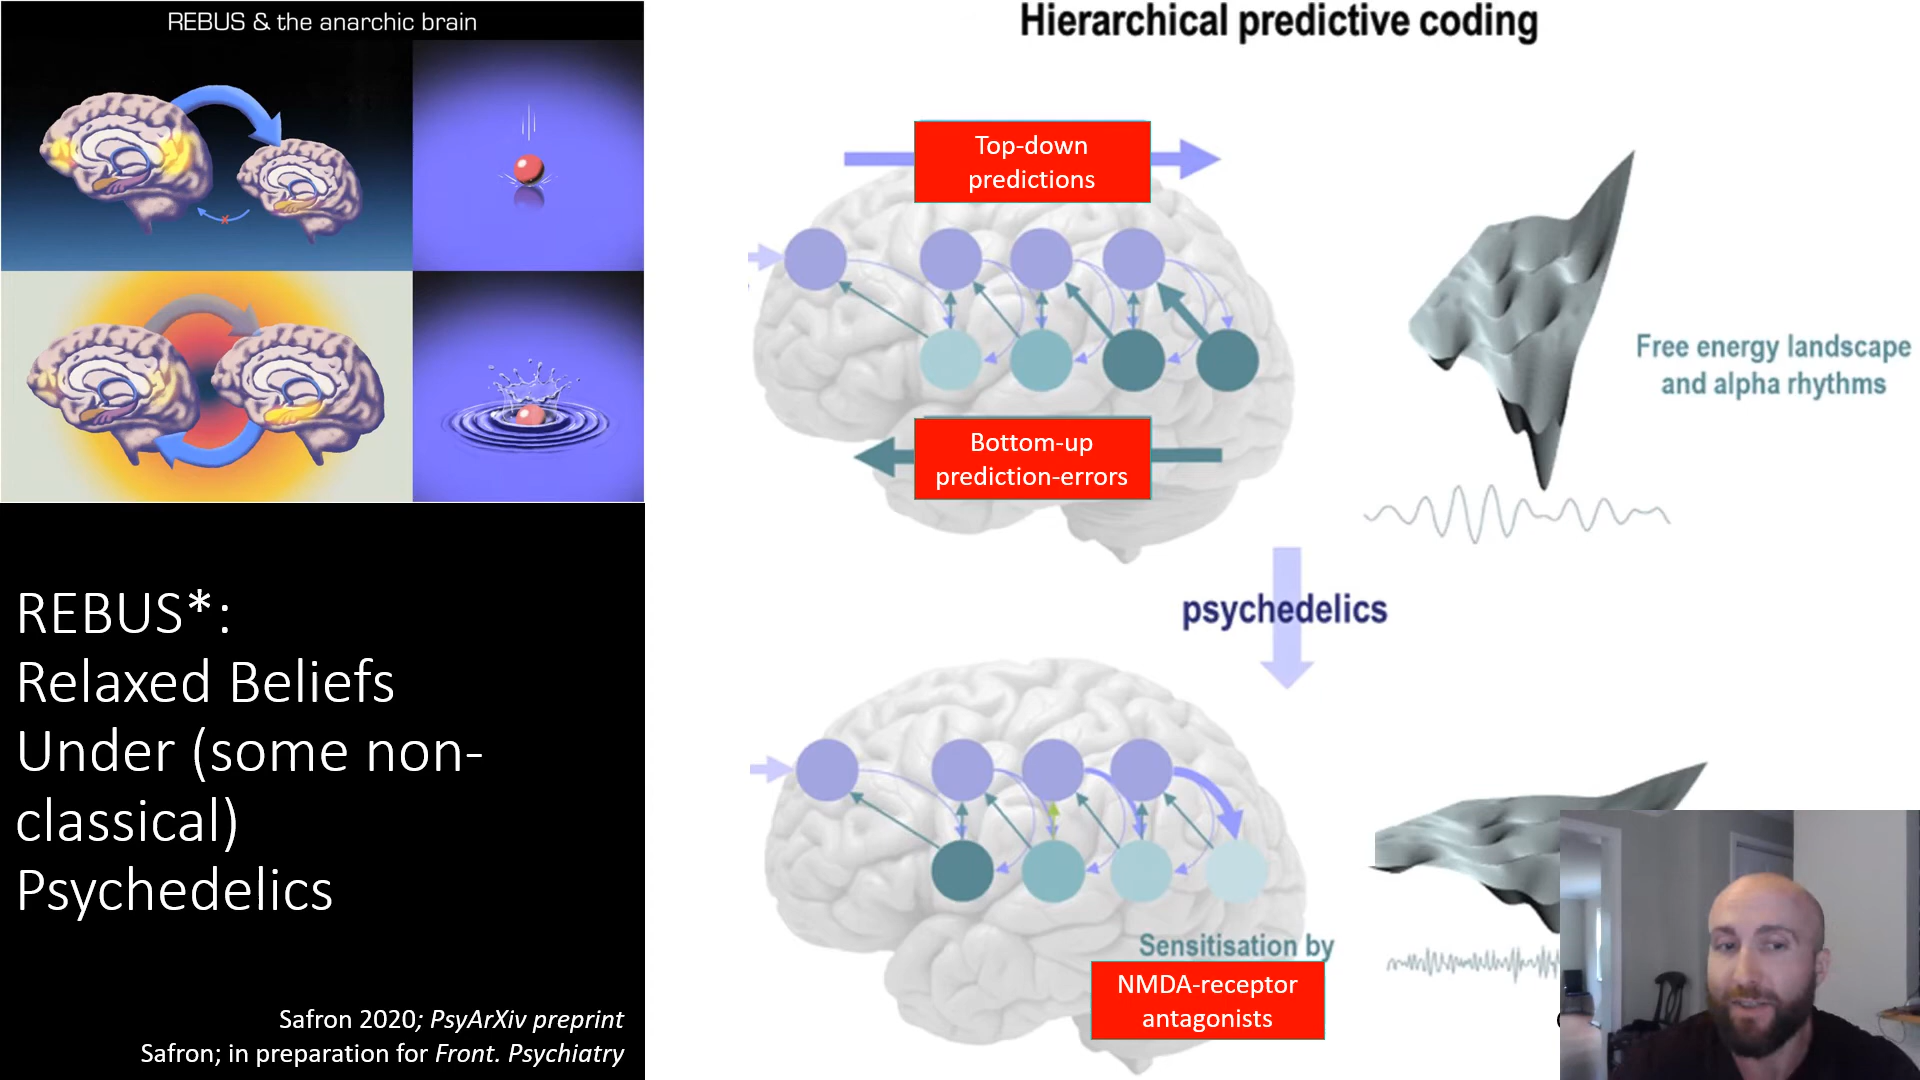 REBUS & the anarchic brain
Hierarchical predictive coding
Top-down
predictions
Bottom-up
prediction-errors
Free energy landscape
and alpha rhythms
psychedelics
Sensitisation by
NMDA-receptor
antagonists
REBUS*:
Relaxed Beliefs
Under (some non-
classical)
Psychedelics
Safron 2020; PsyArXiv preprint
Safron; in preparation for Front. Psychiatry